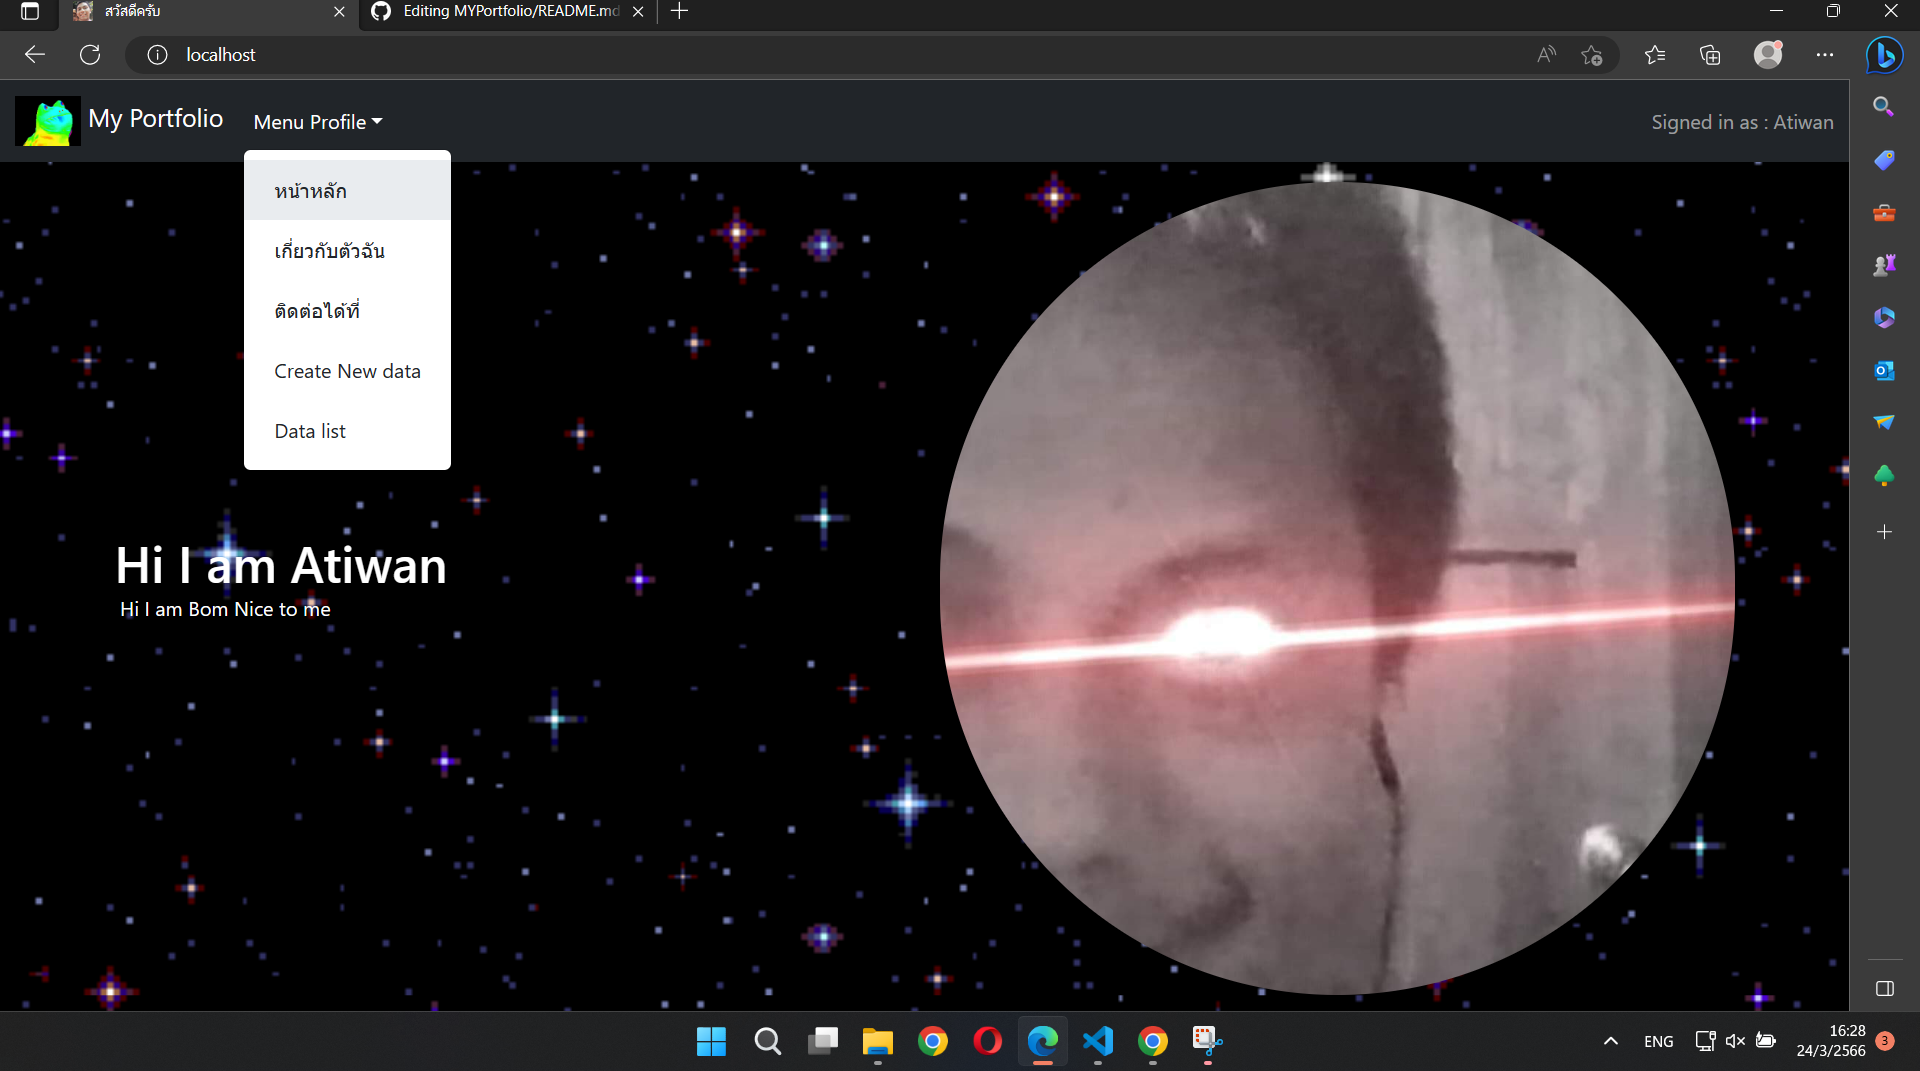 สวัสดีครับ
Editing MYPortfolio/README.md
localhost
My Portfolio
Menu Profile
Signed in as : Atiwan
หน้าหลัก
เกี่ยวกับตัวฉัน
ติดต่อได้ที่
Create New data
Data list
Hi I am Atiwan
Hi I am Bom Nice to me
ENG
16:28
24/3/2566
3